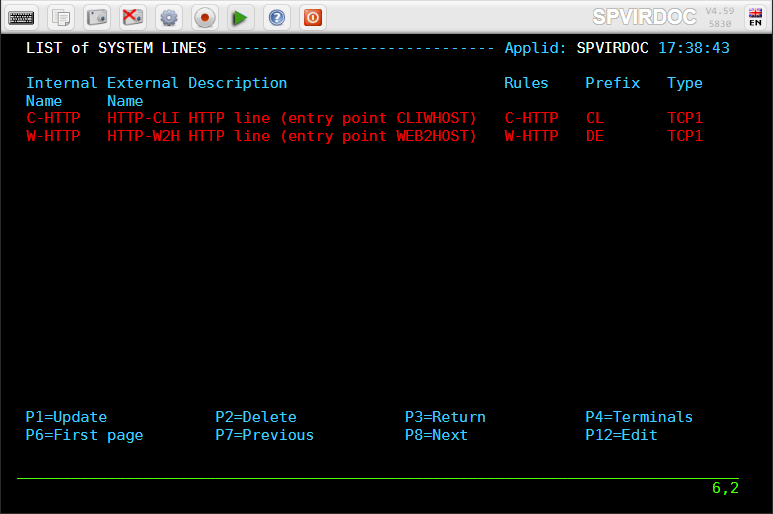 SPVIRDOC V4.59
5830
EN
LIST of SYSTEM LINES ------------------------------- Applid: SPVIRDOC 17:38:43
Internal External Description Rules Prefix Type
Name Name
C-HTTP HTTP-CLI HTTP line (entry point CLIWHOST) C-HTTP CL TCP1
W-HTTP HTTP-W2H HTTP line (entry point WEB2HOST) W-HTTP DE TCP1
P1=Update P2=Delete P3=Return P4=Terminals
P6=First page P7=Previous P8=Next P12=Edit
6,2